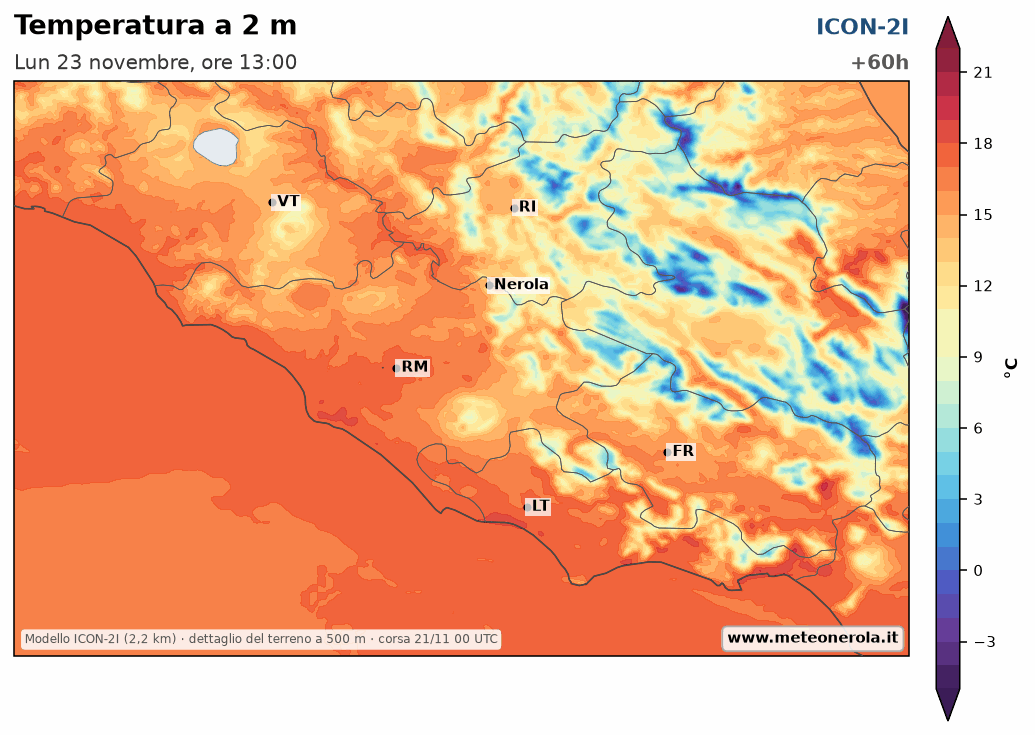 Temperatura a 2 m
ICON-2I
Lun 23 novembre, ore 13:00
+60h
VT
RI
Nerola
RM
FR
LT
21
18
15
12
9
6
3
0
−3
°C
Modello ICON-2I (2,2 km) · dettaglio del terreno a 500 m · corsa 21/11 00 UTC
www.meteonerola.it